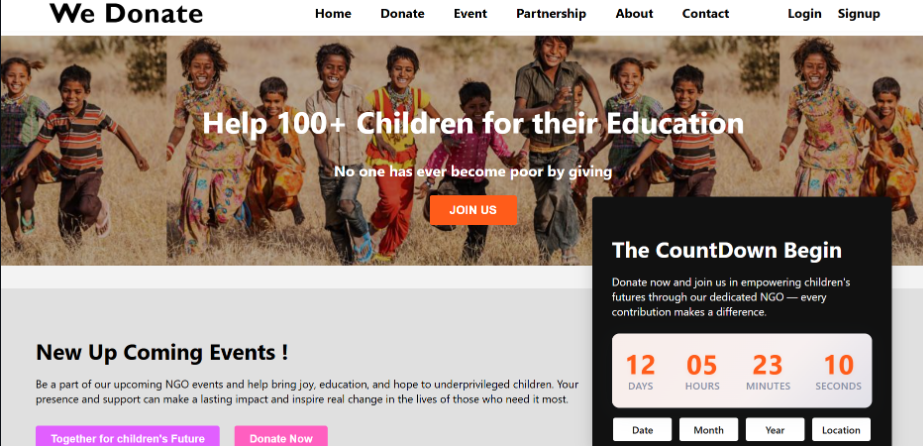 We Donate
Home Donate Event Partnership About Contact Login Signup
Help 100+ Children for their Education
No one has ever become poor by giving
JOIN US
The CountDown Begin
Donate now and join us in empowering children's
futures through our dedicated NGO — every
contribution makes a difference.
12 05 23 10
DAYS HOURS MINUTES SECONDS
Date Month Year Location
New Up Coming Events !
Be a part of our upcoming NGO events and help bring joy, education, and hope to underprivileged children. Your
presence and support can make a lasting impact and inspire real change in the lives of those who need it most.
Together for children's Future Donate Now